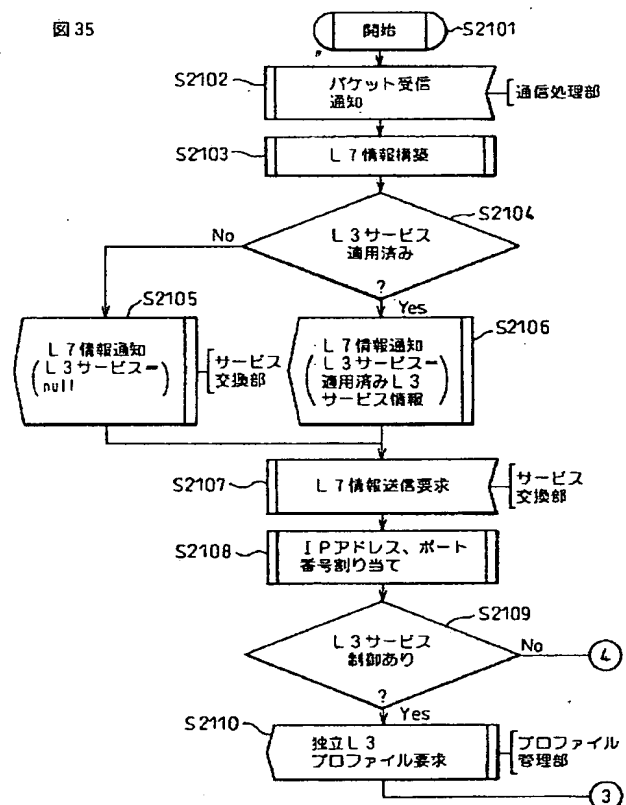 図35
開始
S2101
S2102
パケット受信
通知
通信処理部
S2103
L7情報構築
S2104
No
L3サービス
適用済み
?
Yes
S2105
L7情報通知
(L3サービス=
null)
サービス
交換部
S2106
L7情報通知
(L3サービス=
適用済みL3
サービス情報)
S2107
L7情報送信要求
サービス
交換部
S2108
IPアドレス、ポート
番号割り当て
S2109
L3サービス
制御あり
No
4
?
Yes
S2110
独立L3
プロファイル要求
プロファイル
管理部
3